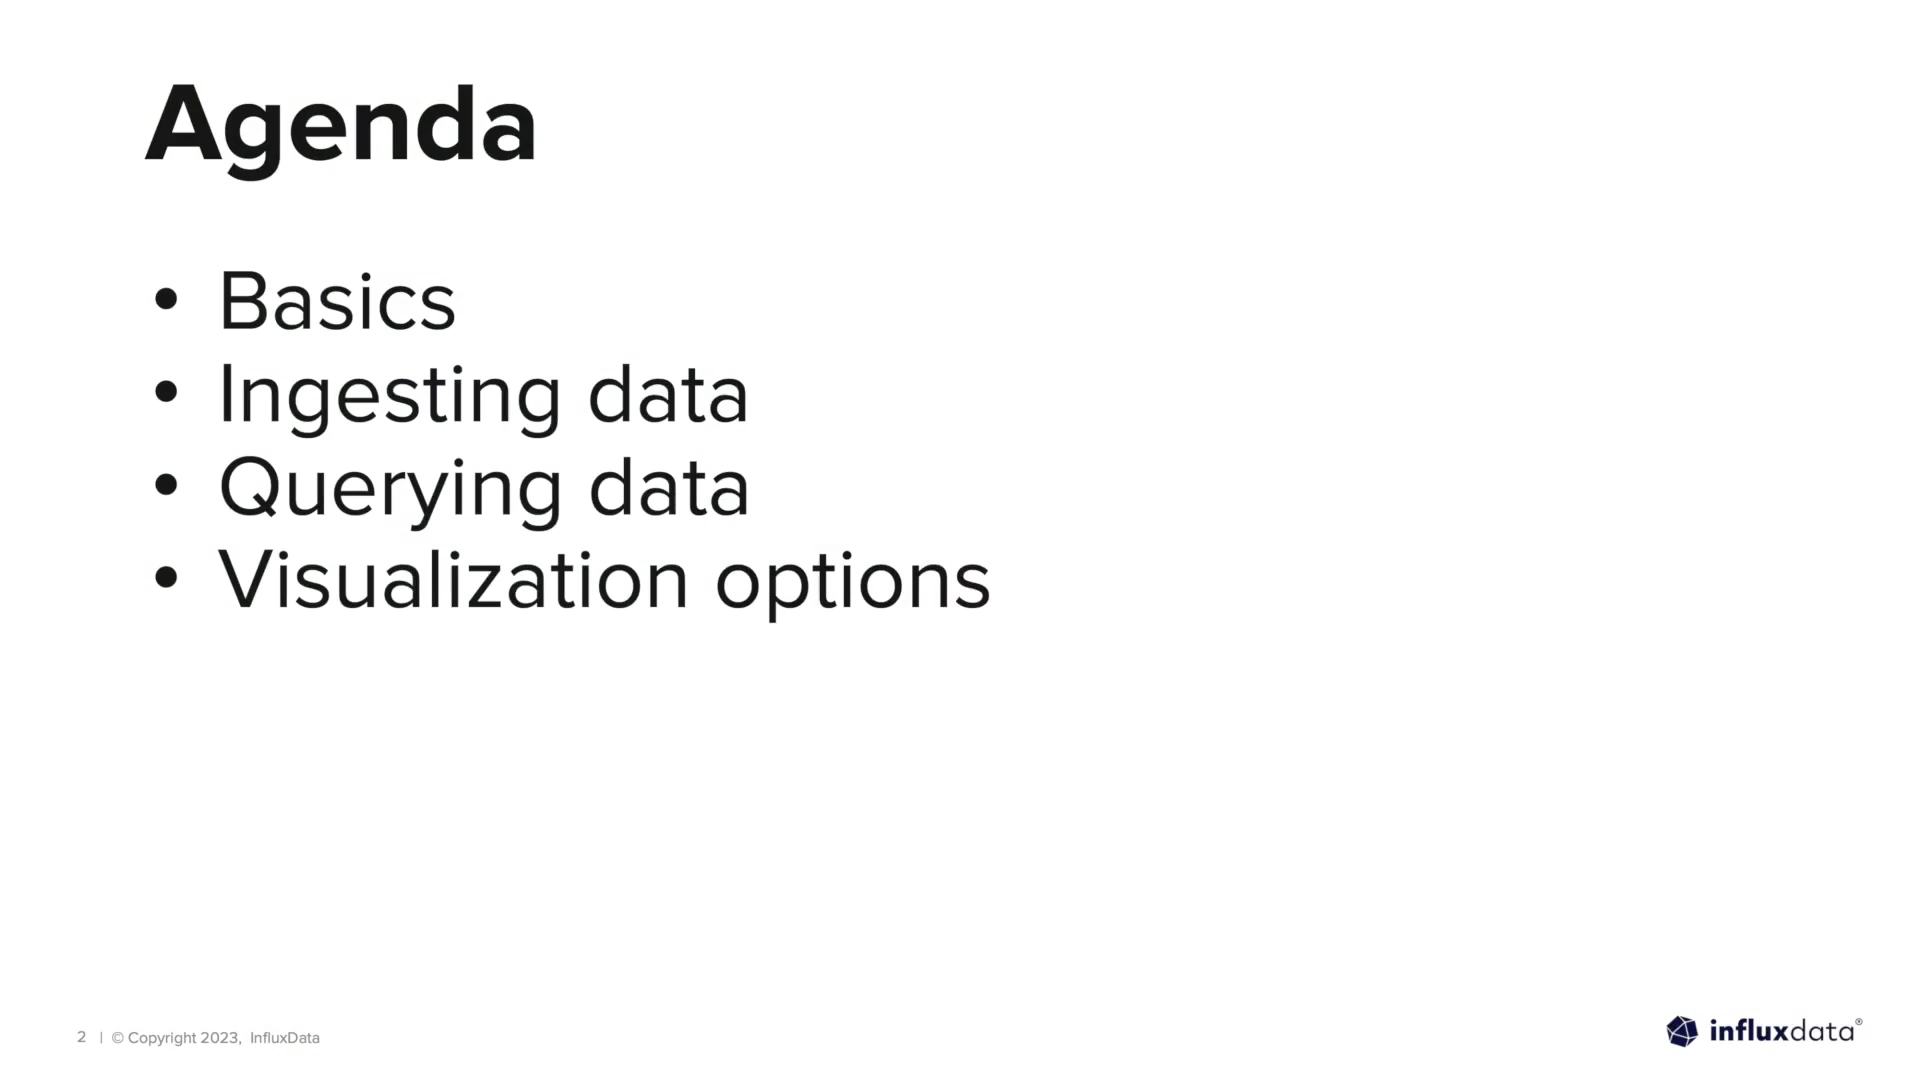 Agenda
• Basics
• Ingesting data
• Querying data
• Visualization options
2 | © Copyright 2023, InfluxData
influxdata®